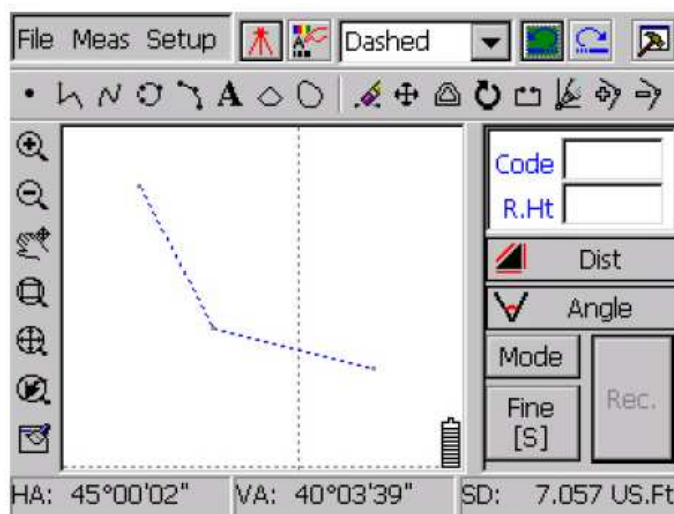 File Meas Setup Dashed
A
Code
R.Ht
Dist
Angle
Mode
Rec.
Fine
[S]
HA: 45°00'02" VA: 40°03'39" SD: 7.057 US.Ft